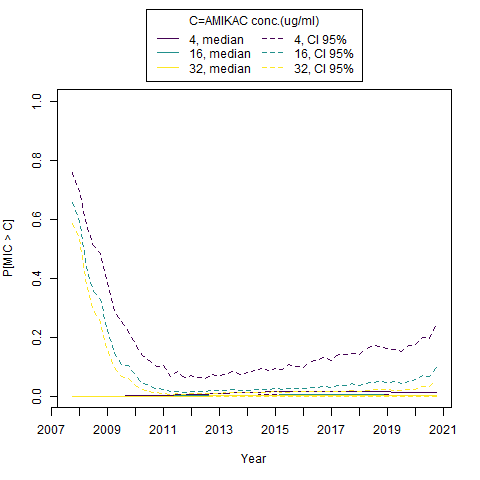 C=AMIKAC conc.(ug/ml)
4, median 4, CI 95%
16, median 16, CI 95%
32, median 32, CI 95%
P[MIC > C]
1.0
0.8
0.6
0.4
0.2
0.0
2007 2009 2011 2013 2015 2017 2019 2021
Year